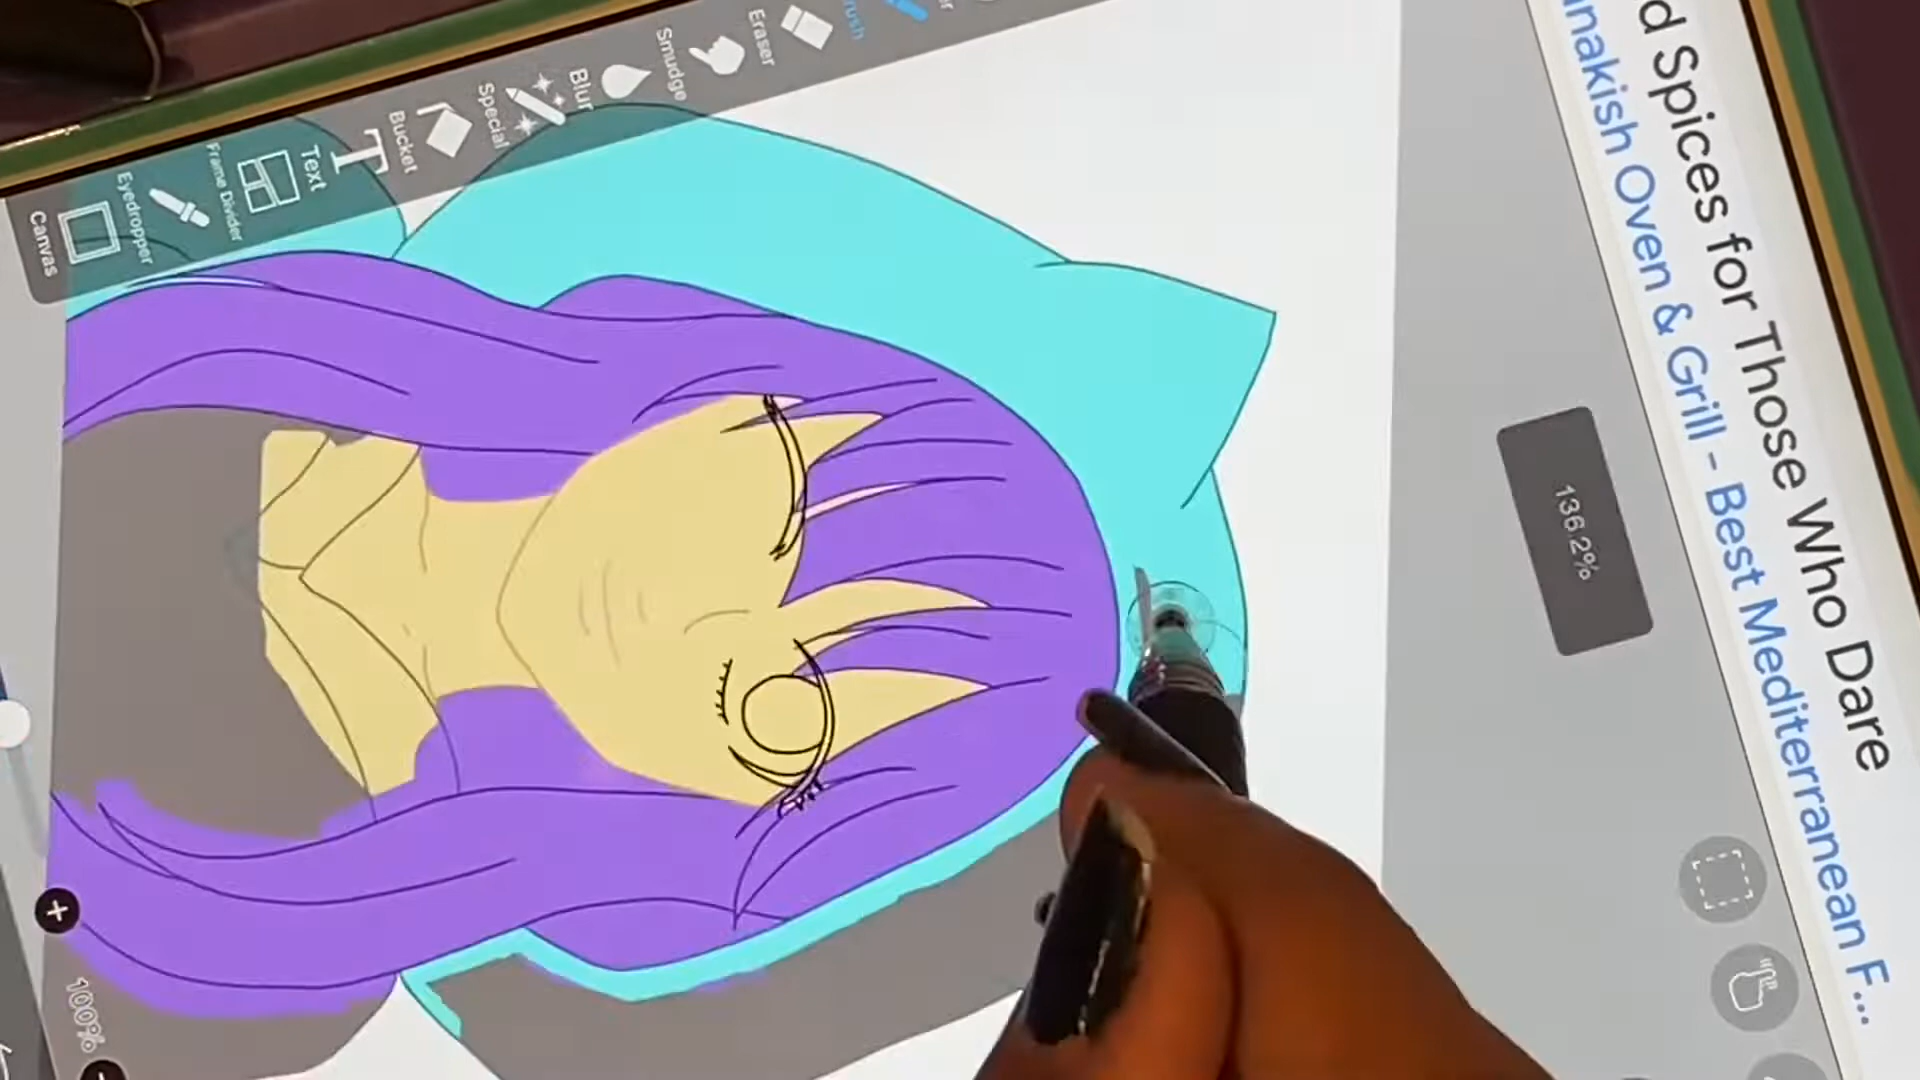 d Spices for Those Who Dare
nnakish Oven & Grill - Best Mediterranean F...
136.2%
Eraser
Smudge
Blur
Special
Bucket
Text
Frame Divider
Eyedropper
Canvas
100%